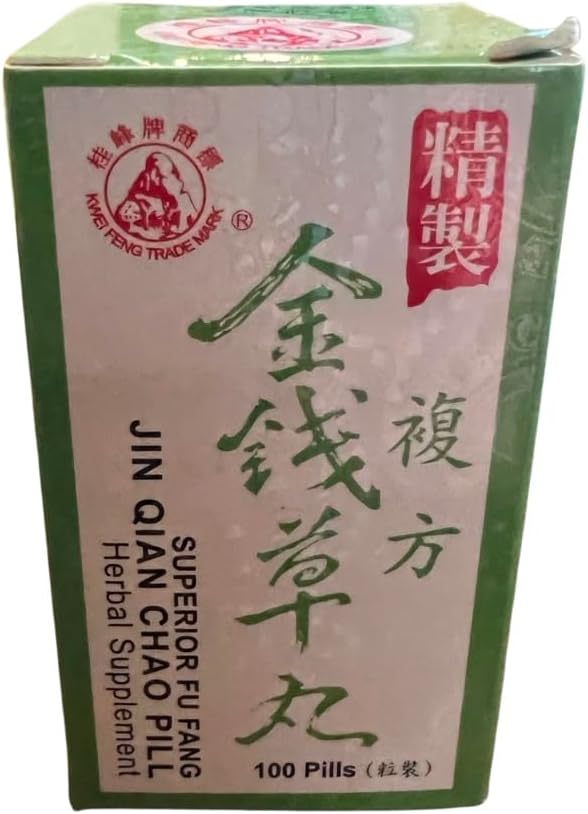 桂峰牌商標
KWEI FENG TRADE MARK
®
精製
複方
金錢草丸
SUPERIOR FU FANG
JIN QIAN CHAO PILL
Herbal Supplement
100 Pills (粒裝)